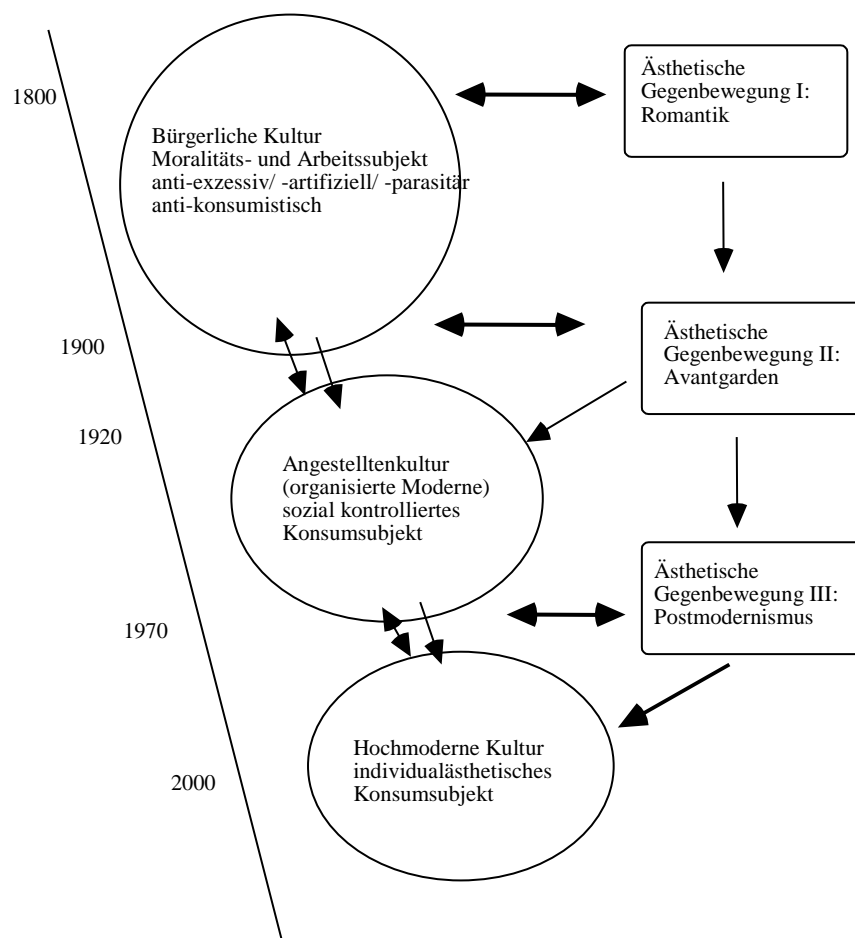 1800
Bürgerliche Kultur
Moralitäts- und Arbeitssubjekt
anti-exzessiv/ -artifiziell/ -parasitär
anti-konsumistisch
Ästhetische
Gegenbewegung I:
Romantik
1900
Ästhetische
Gegenbewegung II:
Avantgarden
1920
Angestelltenkultur
(organisierte Moderne)
sozial kontrolliertes
Konsumsubjekt
Ästhetische
Gegenbewegung III:
Postmodernismus
1970
Hochmoderne Kultur
individualästhetisches
Konsumsubjekt
2000